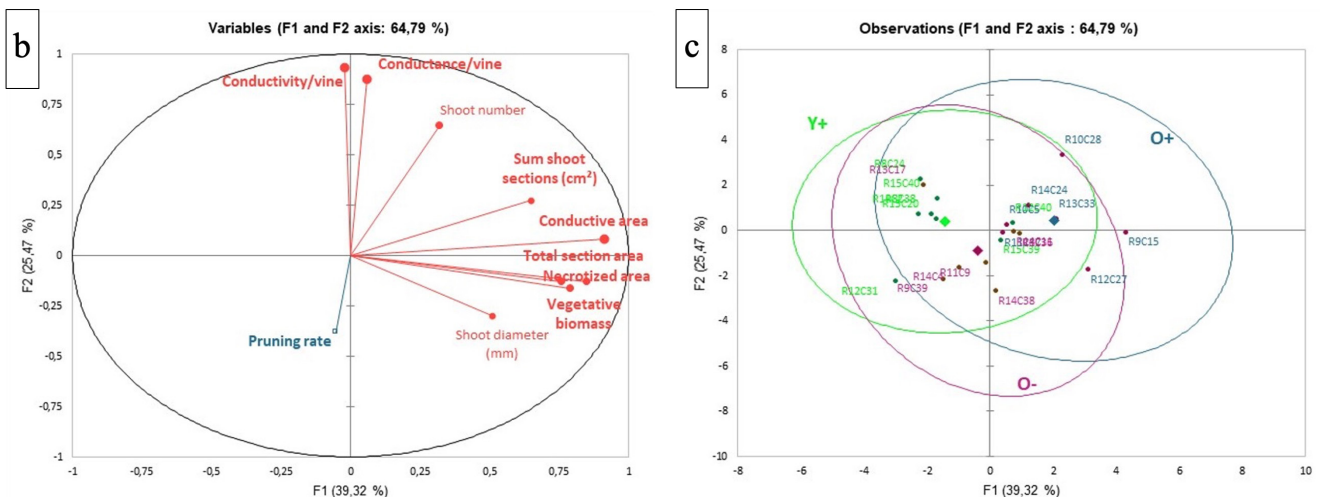 b
Variables (F1 and F2 axis: 64,79 %)
1
0,75
0,5
0,25
0
-0,25
-0,5
-0,75
-1
F2 (25,47 %)
Conductivity/vine
Conductance/vine
Shoot number
Sum shoot
sections (cm²)
Conductive area
Total section area
Necrotized area
Vegetative
biomass
Shoot diameter
(mm)
Pruning rate
-1
-0,75
-0,5
-0,25
0
0,25
0,5
0,75
1
F1 (39,32 %)
c
Observations (F1 and F2 axis : 64,79 %)
8
6
4
2
0
-2
-4
-6
-8
-10
F2 (25,47 %)
Y+
O+
O-
R10C28
R13C17
R15C40
R14C24
R13C33
R9C15
R15C39
R12C27
R11C9
R9C39
R12C31
R14C38
-8
-6
-4
-2
0
2
4
6
8
10
F1 (39,32 %)